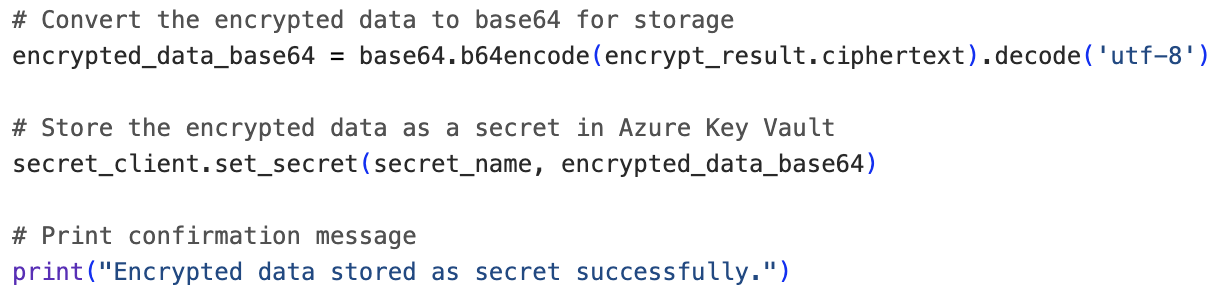 # Convert the encrypted data to base64 for storage
encrypted_data_base64 = base64.b64encode(encrypt_result.ciphertext).decode('utf-8')
# Store the encrypted data as a secret in Azure Key Vault
secret_client.set_secret(secret_name, encrypted_data_base64)
# Print confirmation message
print("Encrypted data stored as secret successfully.")